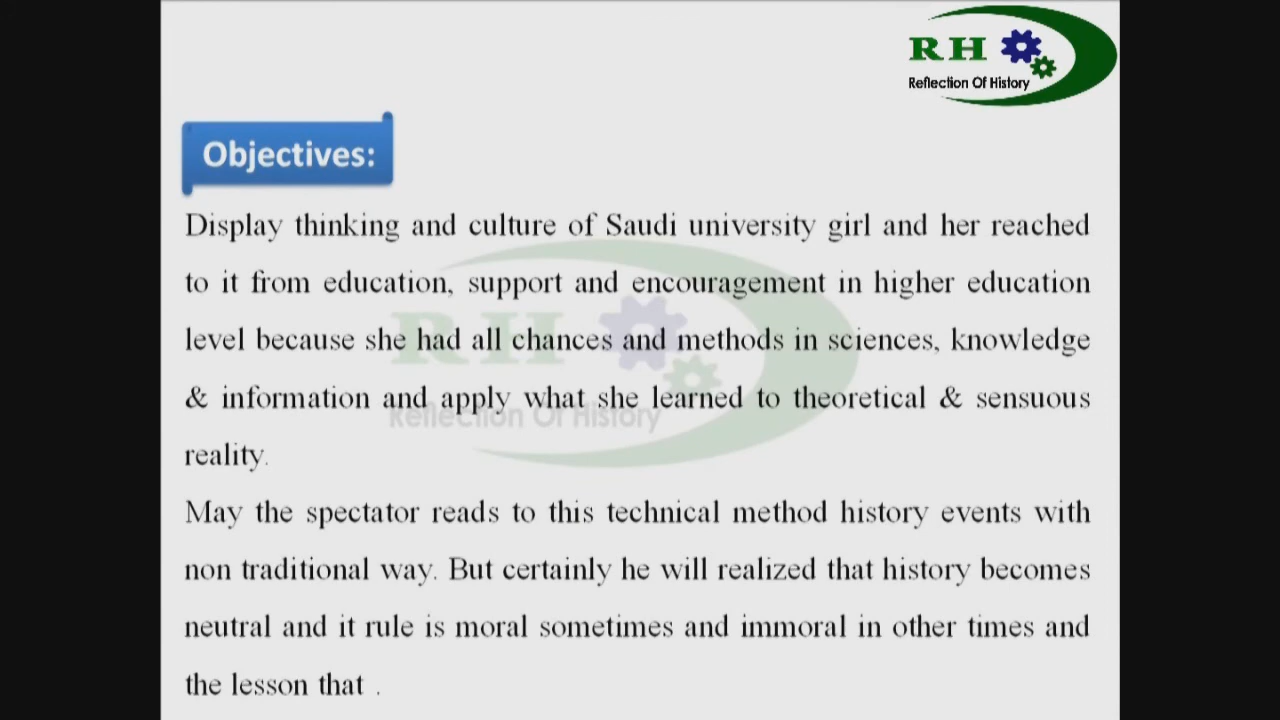 RH
Reflection Of History
Objectives:
Display thinking and culture of Saudi university girl and her reached
to it from education, support and encouragement in higher education
level because she had all chances and methods in sciences, knowledge
& information and apply what she learned to theoretical & sensuous
reality.
May the spectator reads to this technical method history events with
non traditional way. But certainly he will realized that history becomes
neutral and it rule is moral sometimes and immoral in other times and
the lesson that .
RH
Reflection Of History